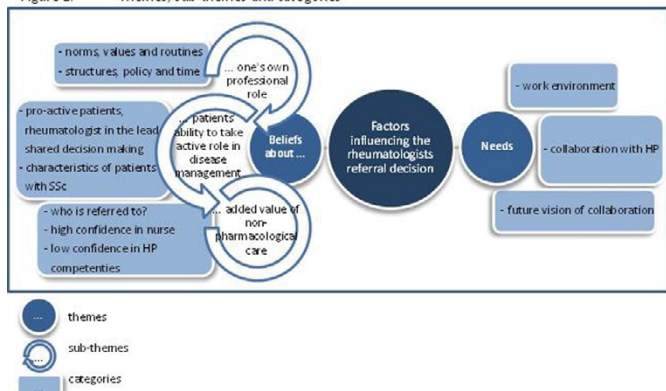 Figure 2. Themes, sub-themes and categories
- norms, values and routines
- structures, policy and time
... one's own
professional
role
- pro-active patients,
rheumatologist in the lead
shared decision making
- characteristics of patients
with SSc
... patients
ability to take
active role in
disease
management
- who is referred to?
- high confidence in nurse
- low confidence in HP
competenties
... added value of
non-
pharmacological
care
Beliefs
about ...
Factors
influencing the
rheumatologists
referral decision
Needs
- work environment
- collaboration with HP
- future vision of collaboration
...
themes
...
sub-themes
categories